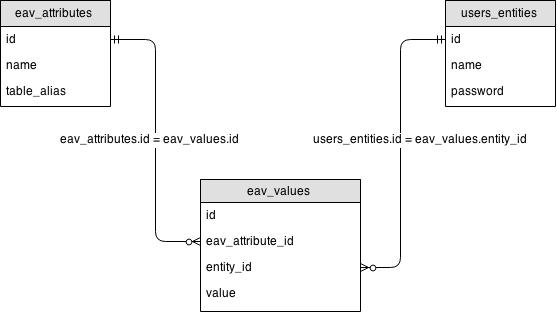 eav_attributes
id
name
table_alias
users_entities
id
name
password
eav_attributes.id = eav_values.id
users_entities.id = eav_values.entity_id
eav_values
id
eav_attribute_id
entity_id
value